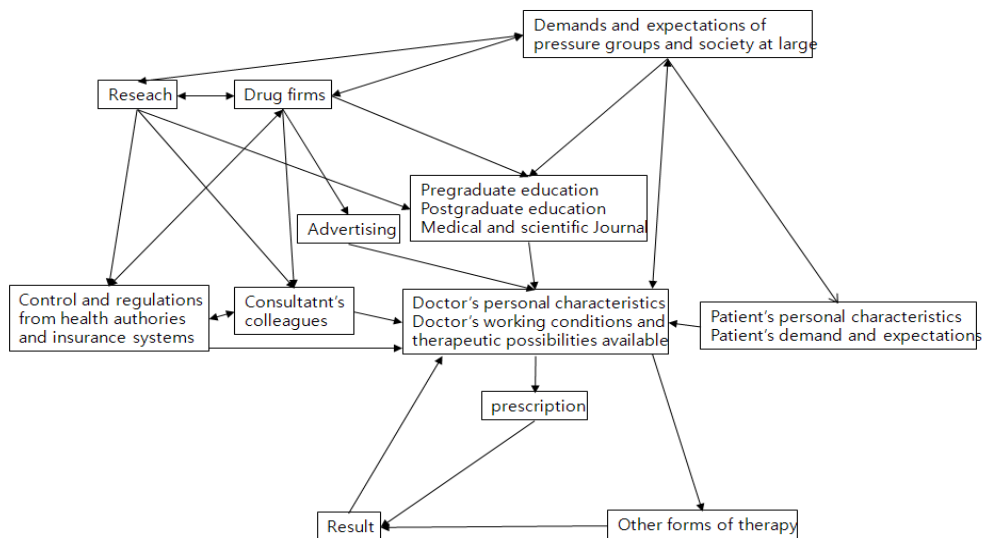 Demands and expectations of
pressure groups and society at large
Reseach
Drug firms
Pregraduate education
Postgraduate education
Medical and scientific Journal
Advertising
Control and regulations
from health authories
and insurance systems
Consultatnt's
colleagues
Doctor's personal characteristics
Doctor's working conditions and
therapeutic possibilities available
Patient's personal characteristics
Patient's demand and expectations
prescription
Result
Other forms of therapy